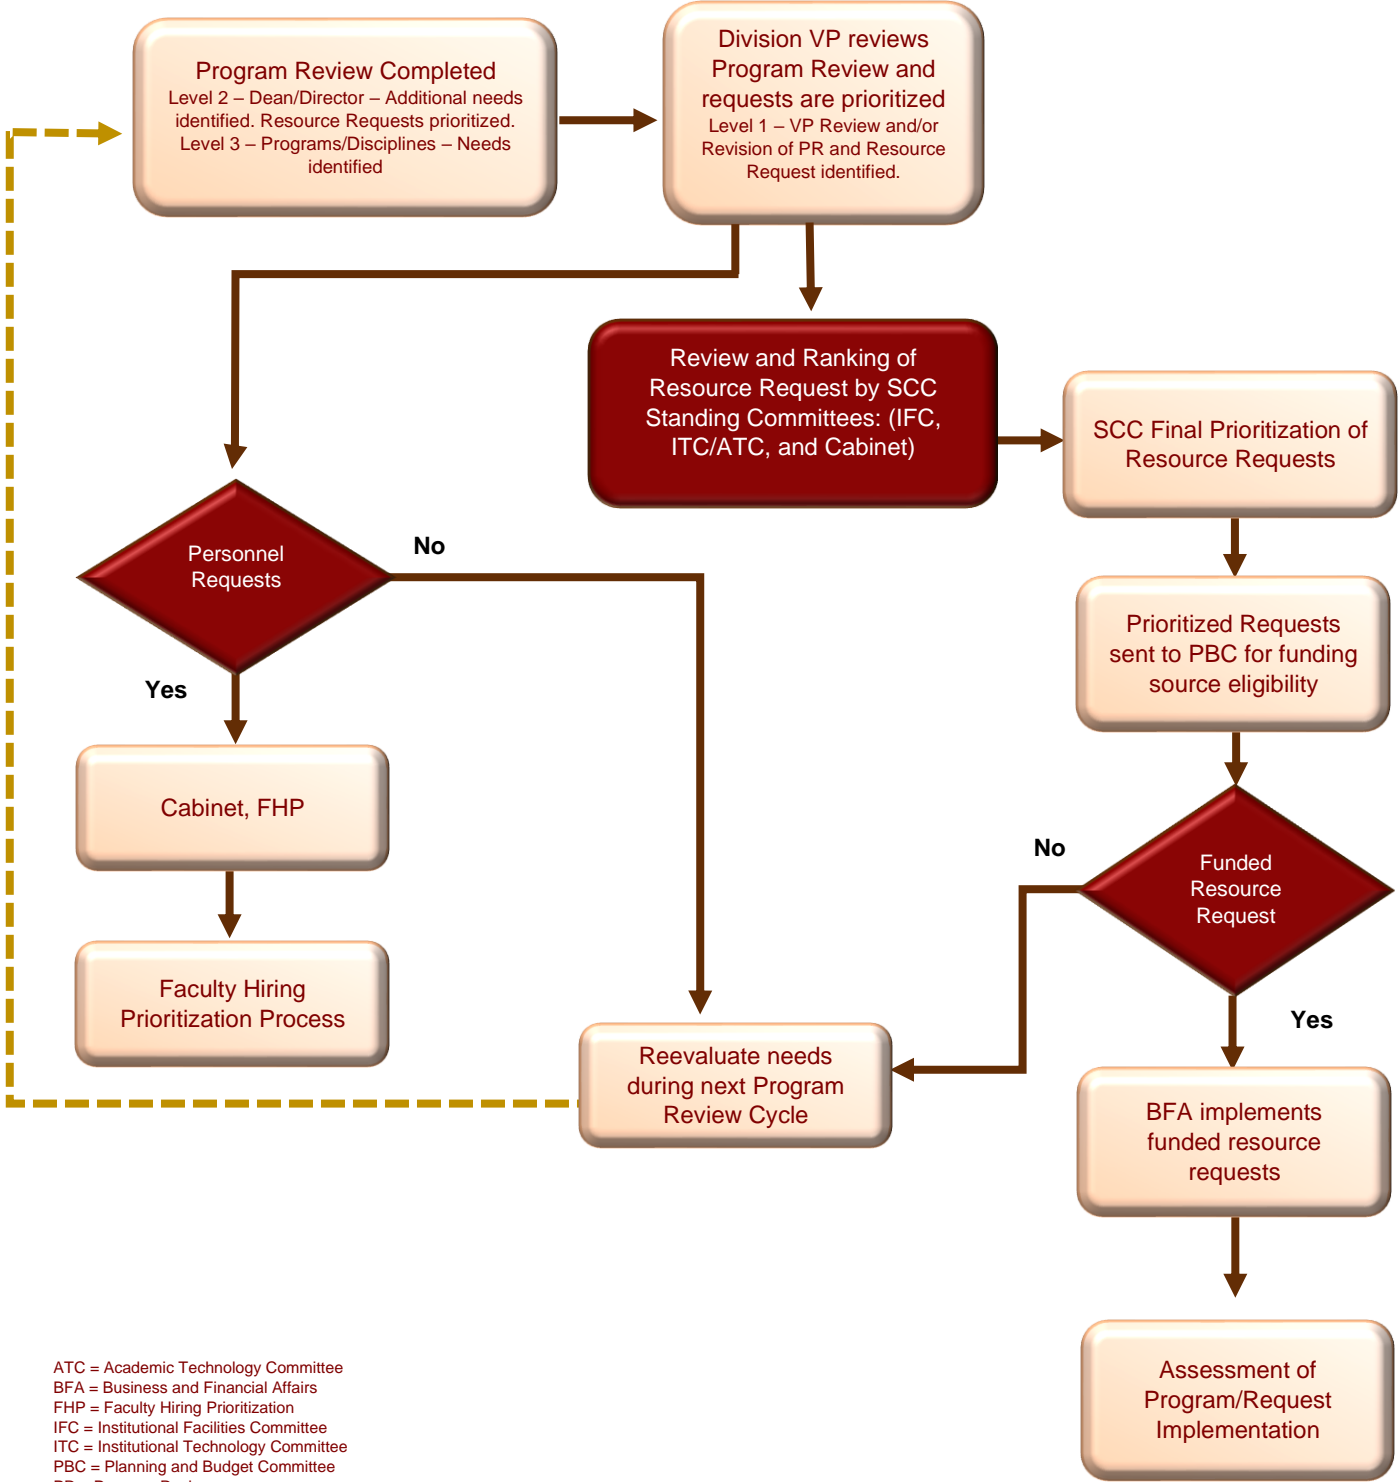 Program Review Completed
Level 2 – Dean/Director – Additional needs
identified. Resource Requests prioritized.
Level 3 – Programs/Disciplines – Needs
identified
Division VP reviews
Program Review and
requests are prioritized
Level 1 – VP Review and/or
Revision of PR and Resource
Request identified.
Review and Ranking of
Resource Request by SCC
Standing Committees: (IFC,
ITC/ATC, and Cabinet)
SCC Final Prioritization of
Resource Requests
Personnel
Requests
No
Yes
Prioritized Requests
sent to PBC for funding
source eligibility
Cabinet, FHP
No
Funded
Resource
Request
Yes
Faculty Hiring
Prioritization Process
Reevaluate needs
during next Program
Review Cycle
BFA implements
funded resource
requests
Assessment of
Program/Request
Implementation
ATC = Academic Technology Committee
BFA = Business and Financial Affairs
FHP = Faculty Hiring Prioritization
IFC = Institutional Facilities Committee
ITC = Institutional Technology Committee
PBC = Planning and Budget Committee